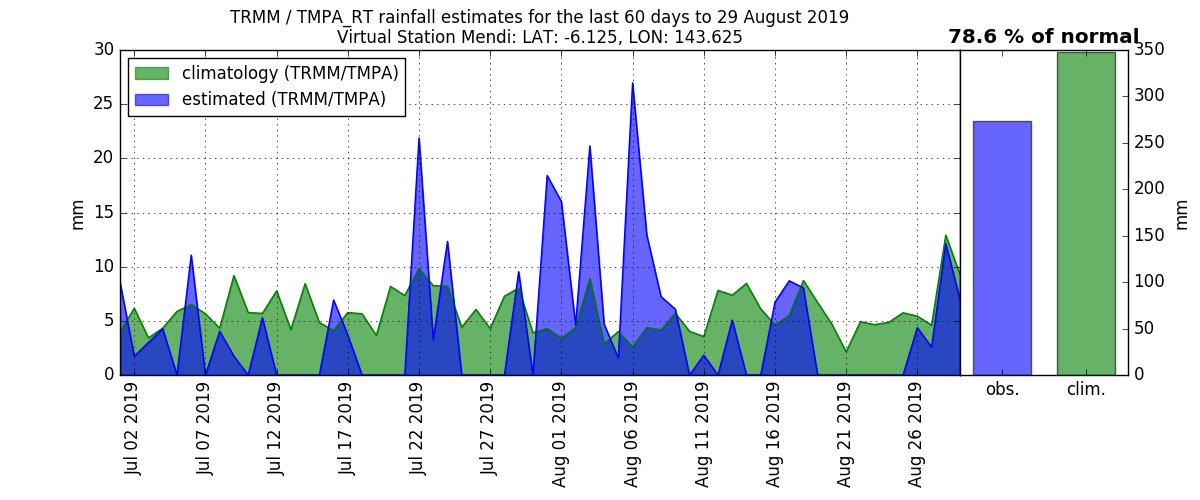 TRMM / TMPA_RT rainfall estimates for the last 60 days to 29 August 2019
Virtual Station Mendi: LAT: -6.125, LON: 143.625
78.6 % of normal
climatology (TRMM/TMPA)
estimated (TRMM/TMPA)
mm
30
25
20
15
10
5
0
Jul 02 2019
Jul 07 2019
Jul 12 2019
Jul 17 2019
Jul 22 2019
Jul 27 2019
Aug 01 2019
Aug 06 2019
Aug 11 2019
Aug 16 2019
Aug 21 2019
Aug 26 2019
obs.
clim.
350
300
250
200
150
100
50
0
mm